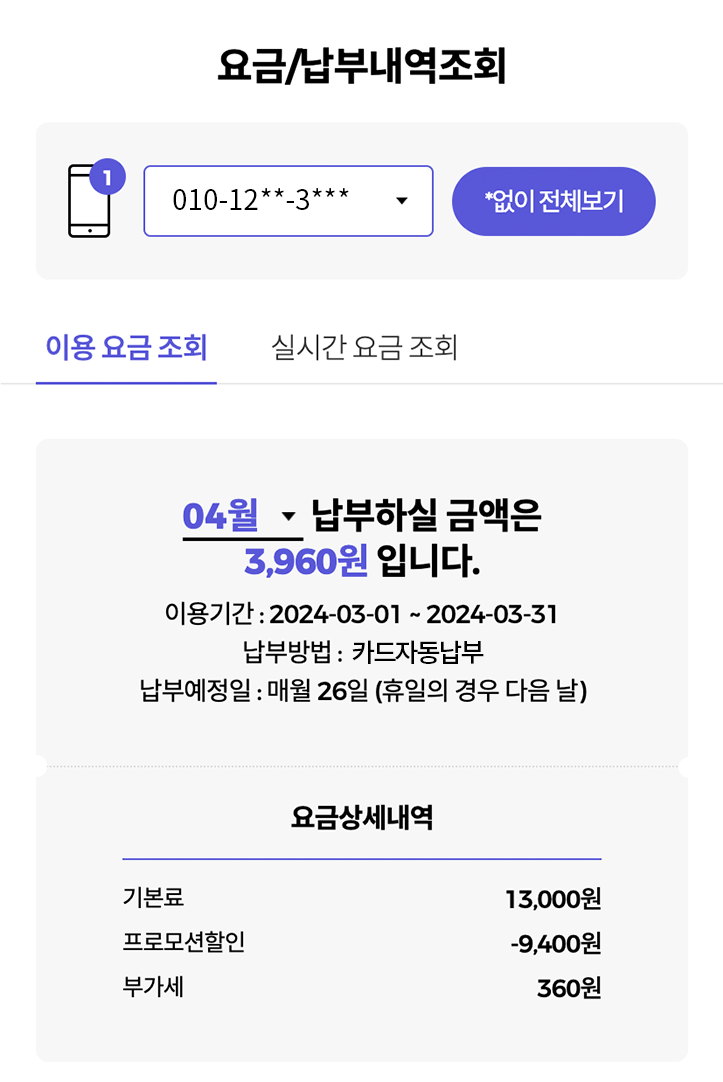 요금/납부내역조회
1
010-12**-3***
*없이 전체보기
이용 요금 조회 실시간 요금 조회
04월 납부하실 금액은
3,960원 입니다.
이용기간 : 2024-03-01 ~ 2024-03-31
납부방법 : 카드자동납부
납부예정일 : 매월 26일 (휴일의 경우 다음 날)
요금상세내역
기본료 13,000원
프로모션할인 -9,400원
부가세 360원